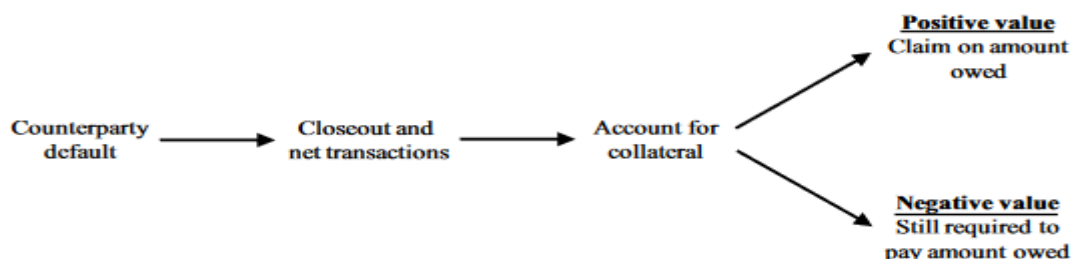 Positive value
Claim on amount
owed
Counterparty
default
Closeout and
net transactions
Account for
collateral
Negative value
Still required to
pay amount owed